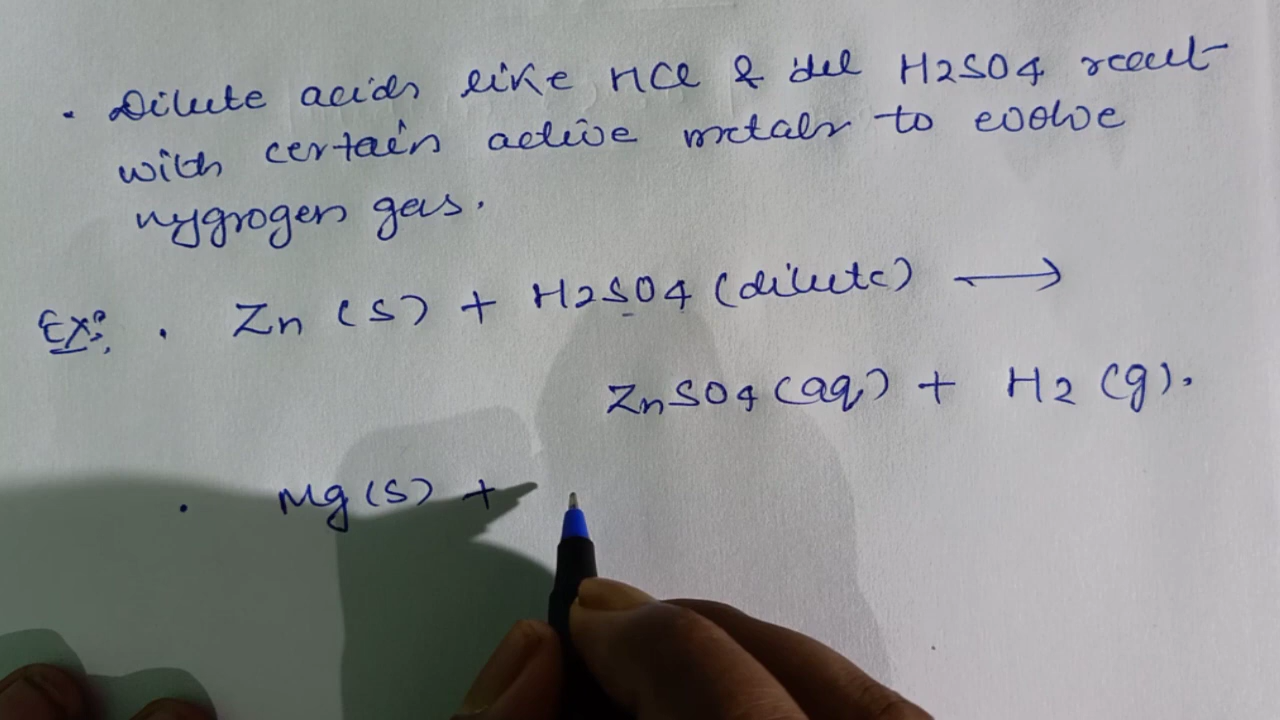 . Dilute acids like HCl & dil H2SO4 react
with certain active metals to evolve
hygrogen gas.
Ex: . Zn (s) + H2SO4 (dilute) ⟶
ZnSO4 (aq) + H2 (g).
. Mg (s) +